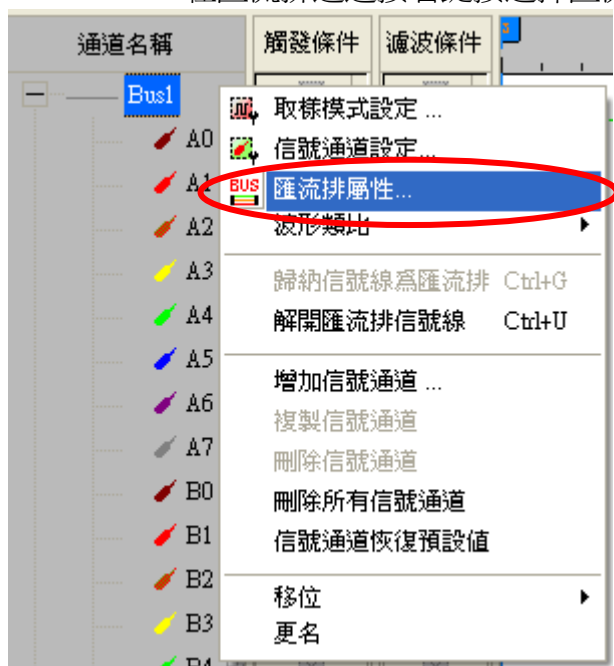 通道名稱 觸發條件 濾波條件
Bus1
取樣模式設定 ...
A0
信號通道設定...
A1
BUS 匯流排屬性...
A2
波形類比
A3
歸納信號線爲匯流排 Ctrl+G
A4
解開匯流排信號線 Ctrl+U
A5
增加信號通道 ...
A6
複製信號通道
A7
刪除信號通道
B0
刪除所有信號通道
B1
信號通道恢復預設值
B2
移位
B3
更名
B4